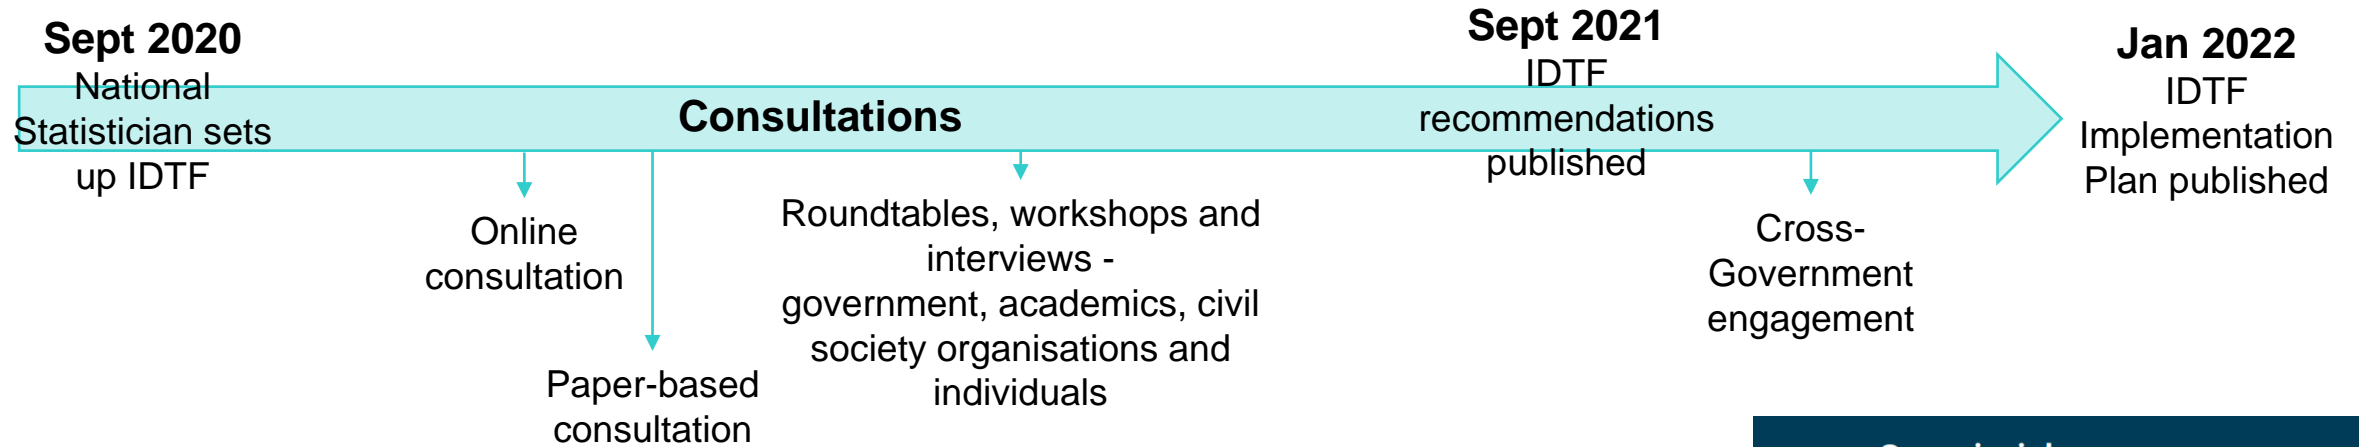 Sept 2020
National
Statistician sets
up IDTF
Consultations
Sept 2021
IDTF
recommendations
published
Jan 2022
IDTF
Implementation
Plan published
Online
consultation
Paper-based
consultation
Roundtables, workshops and
interviews -
government, academics, civil
society organisations and
individuals
Cross-
Government
engagement